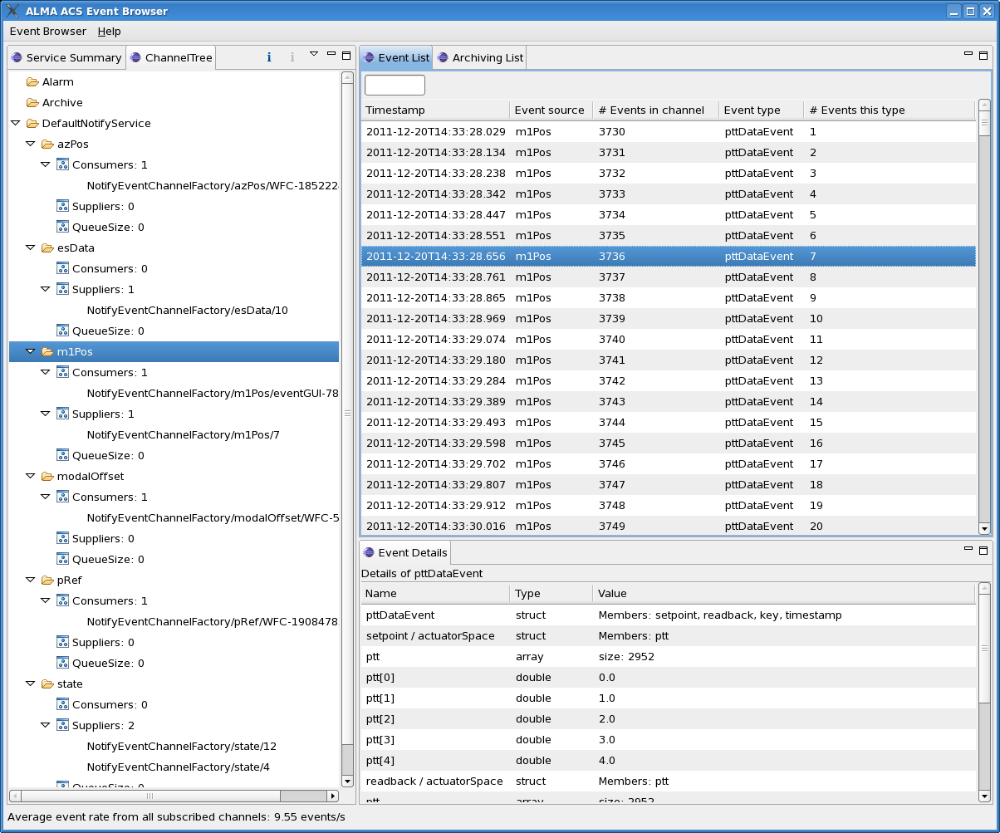 ALMA ACS Event Browser
Event Browser Help
Service Summary ChannelTree
Alarm
Archive
DefaultNotifyService
azPos
Consumers: 1
NotifyEventChannelFactory/azPos/WFC-185222
Suppliers: 0
QueueSize: 0
esData
Consumers: 0
Suppliers: 1
NotifyEventChannelFactory/esData/10
QueueSize: 0
m1Pos
Consumers: 1
NotifyEventChannelFactory/m1Pos/eventGUI-78
Suppliers: 1
NotifyEventChannelFactory/m1Pos/7
QueueSize: 0
modalOffset
Consumers: 1
NotifyEventChannelFactory/modalOffset/WFC-5
Suppliers: 0
QueueSize: 0
pRef
Consumers: 1
NotifyEventChannelFactory/pRef/WFC-1908478
Suppliers: 0
QueueSize: 0
state
Consumers: 0
Suppliers: 2
NotifyEventChannelFactory/state/12
NotifyEventChannelFactory/state/4
QueueSize: 0
Event List Archiving List
Timestamp Event source # Events in channel Event type # Events this type
2011-12-20T14:33:28.029 m1Pos 3730 pttDataEvent 1
2011-12-20T14:33:28.134 m1Pos 3731 pttDataEvent 2
2011-12-20T14:33:28.238 m1Pos 3732 pttDataEvent 3
2011-12-20T14:33:28.342 m1Pos 3733 pttDataEvent 4
2011-12-20T14:33:28.447 m1Pos 3734 pttDataEvent 5
2011-12-20T14:33:28.551 m1Pos 3735 pttDataEvent 6
2011-12-20T14:33:28.656 m1Pos 3736 pttDataEvent 7
2011-12-20T14:33:28.761 m1Pos 3737 pttDataEvent 8
2011-12-20T14:33:28.865 m1Pos 3738 pttDataEvent 9
2011-12-20T14:33:28.969 m1Pos 3739 pttDataEvent 10
2011-12-20T14:33:29.074 m1Pos 3740 pttDataEvent 11
2011-12-20T14:33:29.180 m1Pos 3741 pttDataEvent 12
2011-12-20T14:33:29.284 m1Pos 3742 pttDataEvent 13
2011-12-20T14:33:29.389 m1Pos 3743 pttDataEvent 14
2011-12-20T14:33:29.493 m1Pos 3744 pttDataEvent 15
2011-12-20T14:33:29.598 m1Pos 3745 pttDataEvent 16
2011-12-20T14:33:29.702 m1Pos 3746 pttDataEvent 17
2011-12-20T14:33:29.807 m1Pos 3747 pttDataEvent 18
2011-12-20T14:33:29.912 m1Pos 3748 pttDataEvent 19
2011-12-20T14:33:30.016 m1Pos 3749 pttDataEvent 20
Event Details
Details of pttDataEvent
Name Type Value
pttDataEvent struct Members: setpoint, readback, key, timestamp
setpoint / actuatorSpace struct Members: ptt
ptt array size: 2952
ptt[0] double 0.0
ptt[1] double 1.0
ptt[2] double 2.0
ptt[3] double 3.0
ptt[4] double 4.0
readback / actuatorSpace struct Members: ptt
ptt array size: 2952
Average event rate from all subscribed channels: 9.55 events/s